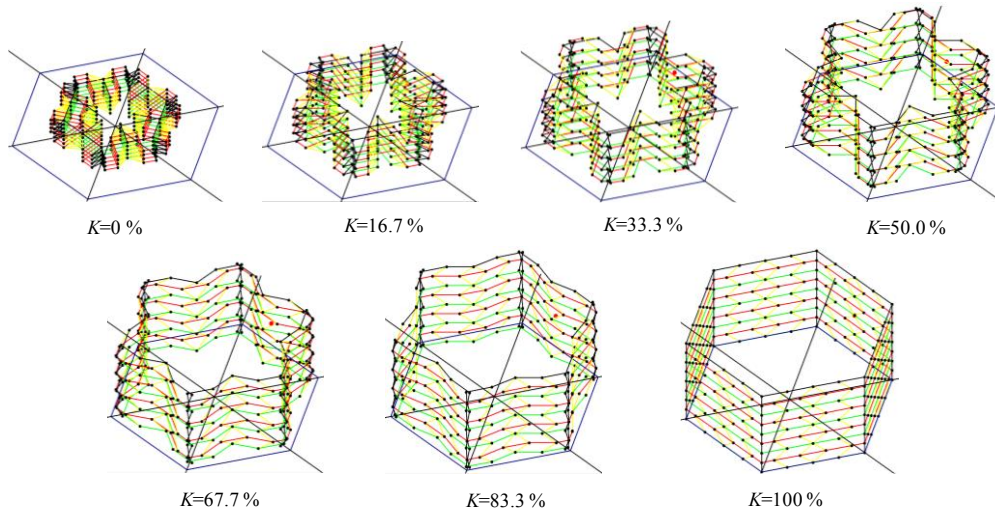 K=0 %
K=16.7 %
K=33.3 %
K=50.0 %
K=67.7 %
K=83.3 %
K=100 %